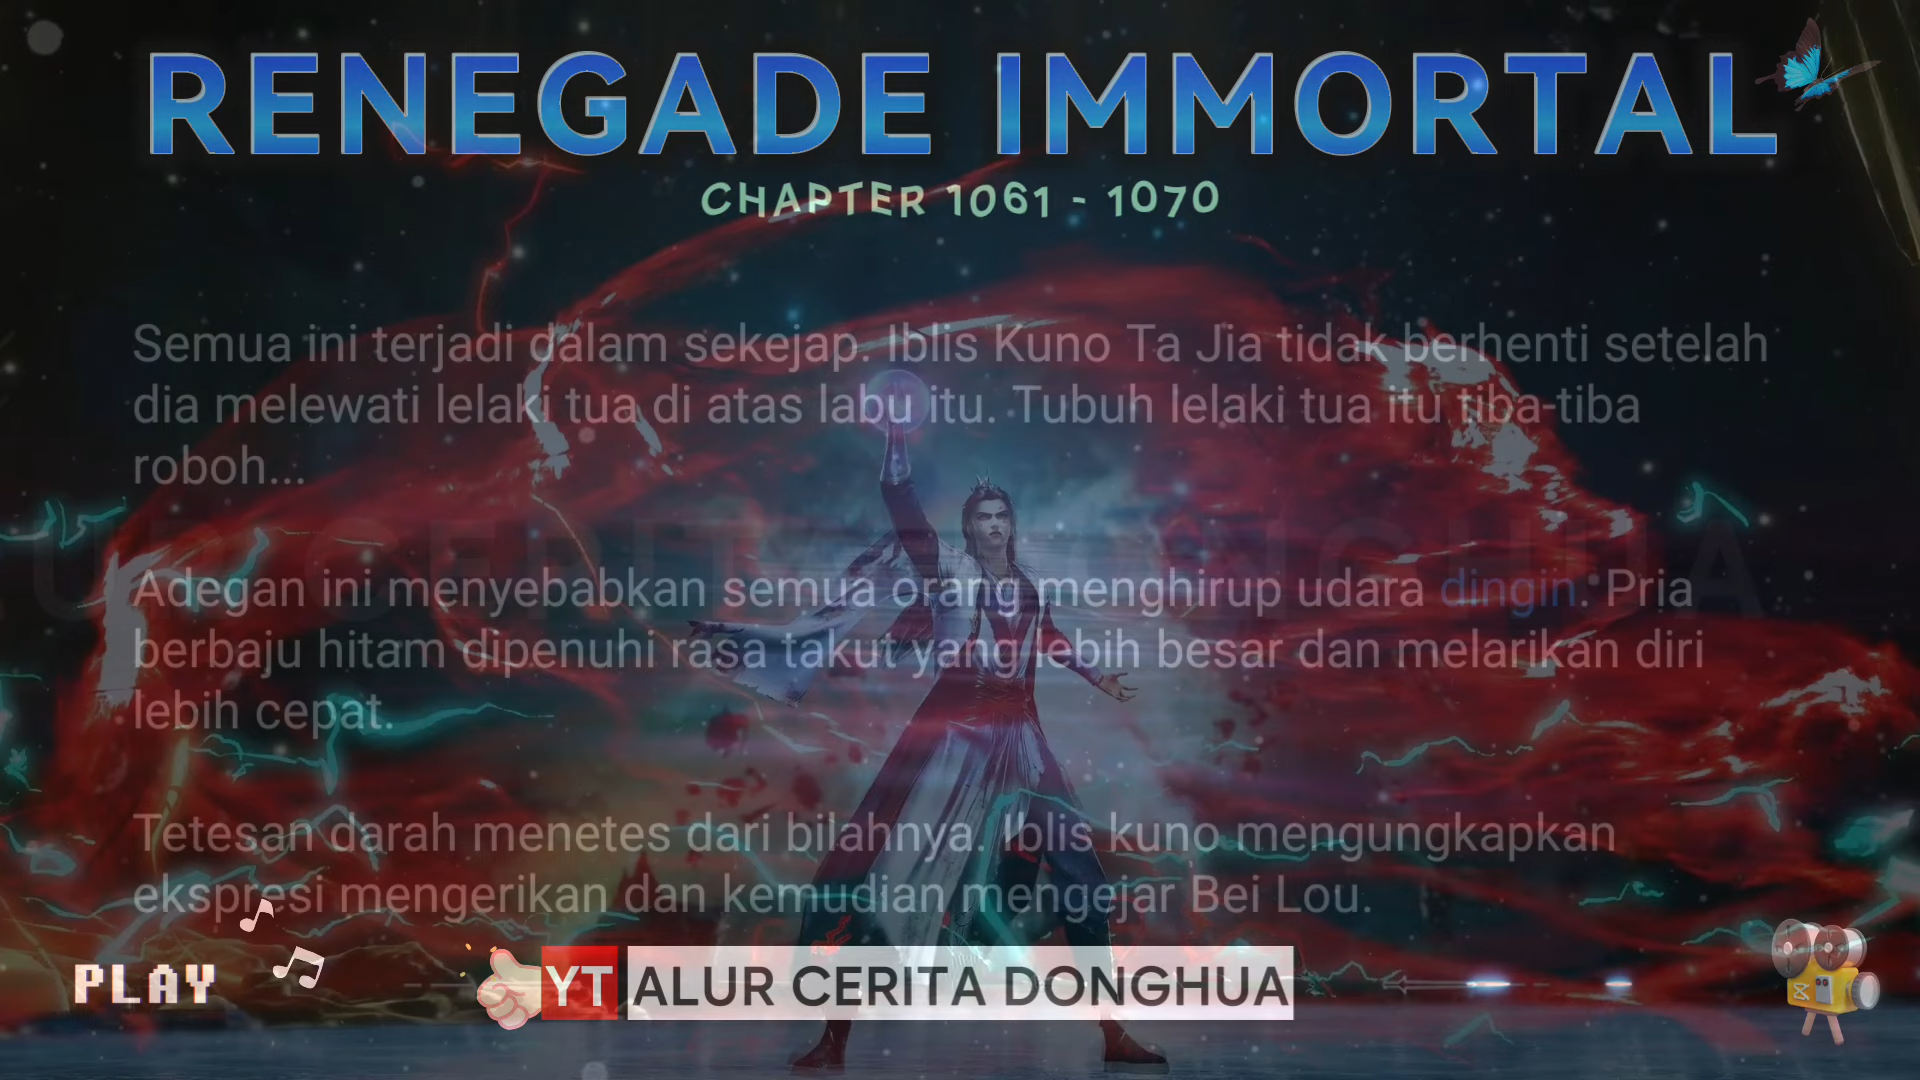 RENEGADE IMMORTAL
CHAPTER 1061 - 1070
Semua ini terjadi dalam sekejap. Iblis Kuno Ta Jia tidak berhenti setelah
dia melewati lelaki tua di atas labu itu. Tubuh lelaki tua itu tiba-tiba
roboh...
Adegan ini menyebabkan semua orang menghirup udara dingin. Pria
berbaju hitam dipenuhi rasa takut yang lebih besar dan melarikan diri
lebih cepat.
Tetesan darah menetes dari bilahnya. Iblis kuno mengungkapkan
ekspresi mengerikan dan kemudian mengejar Bei Lou.
PLAY
YT ALUR CERITA DONGHUA